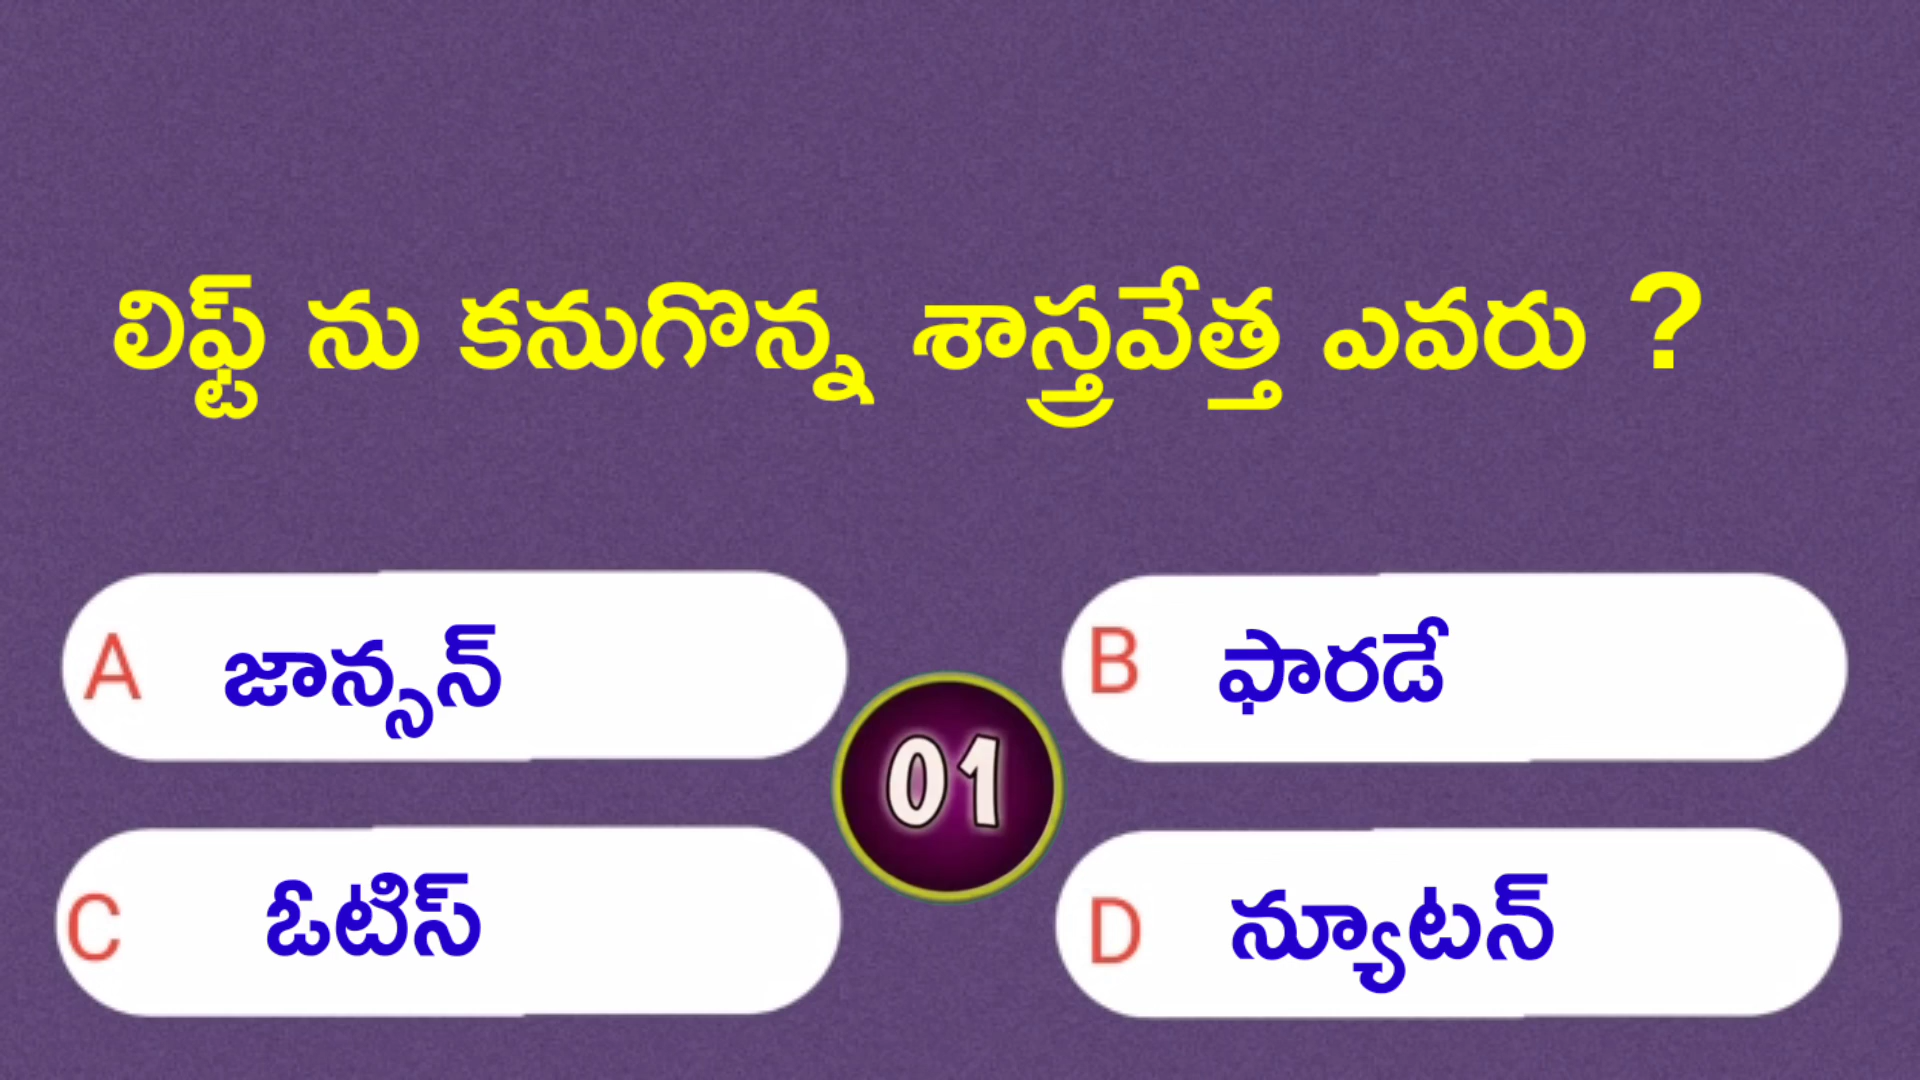 లిఫ్ట్ ను కనుగొన్న శాస్త్రవేత్త ఎవరు ?
A జాన్సన్
B ఫారడే
01
C ఓటిస్
D న్యూటన్